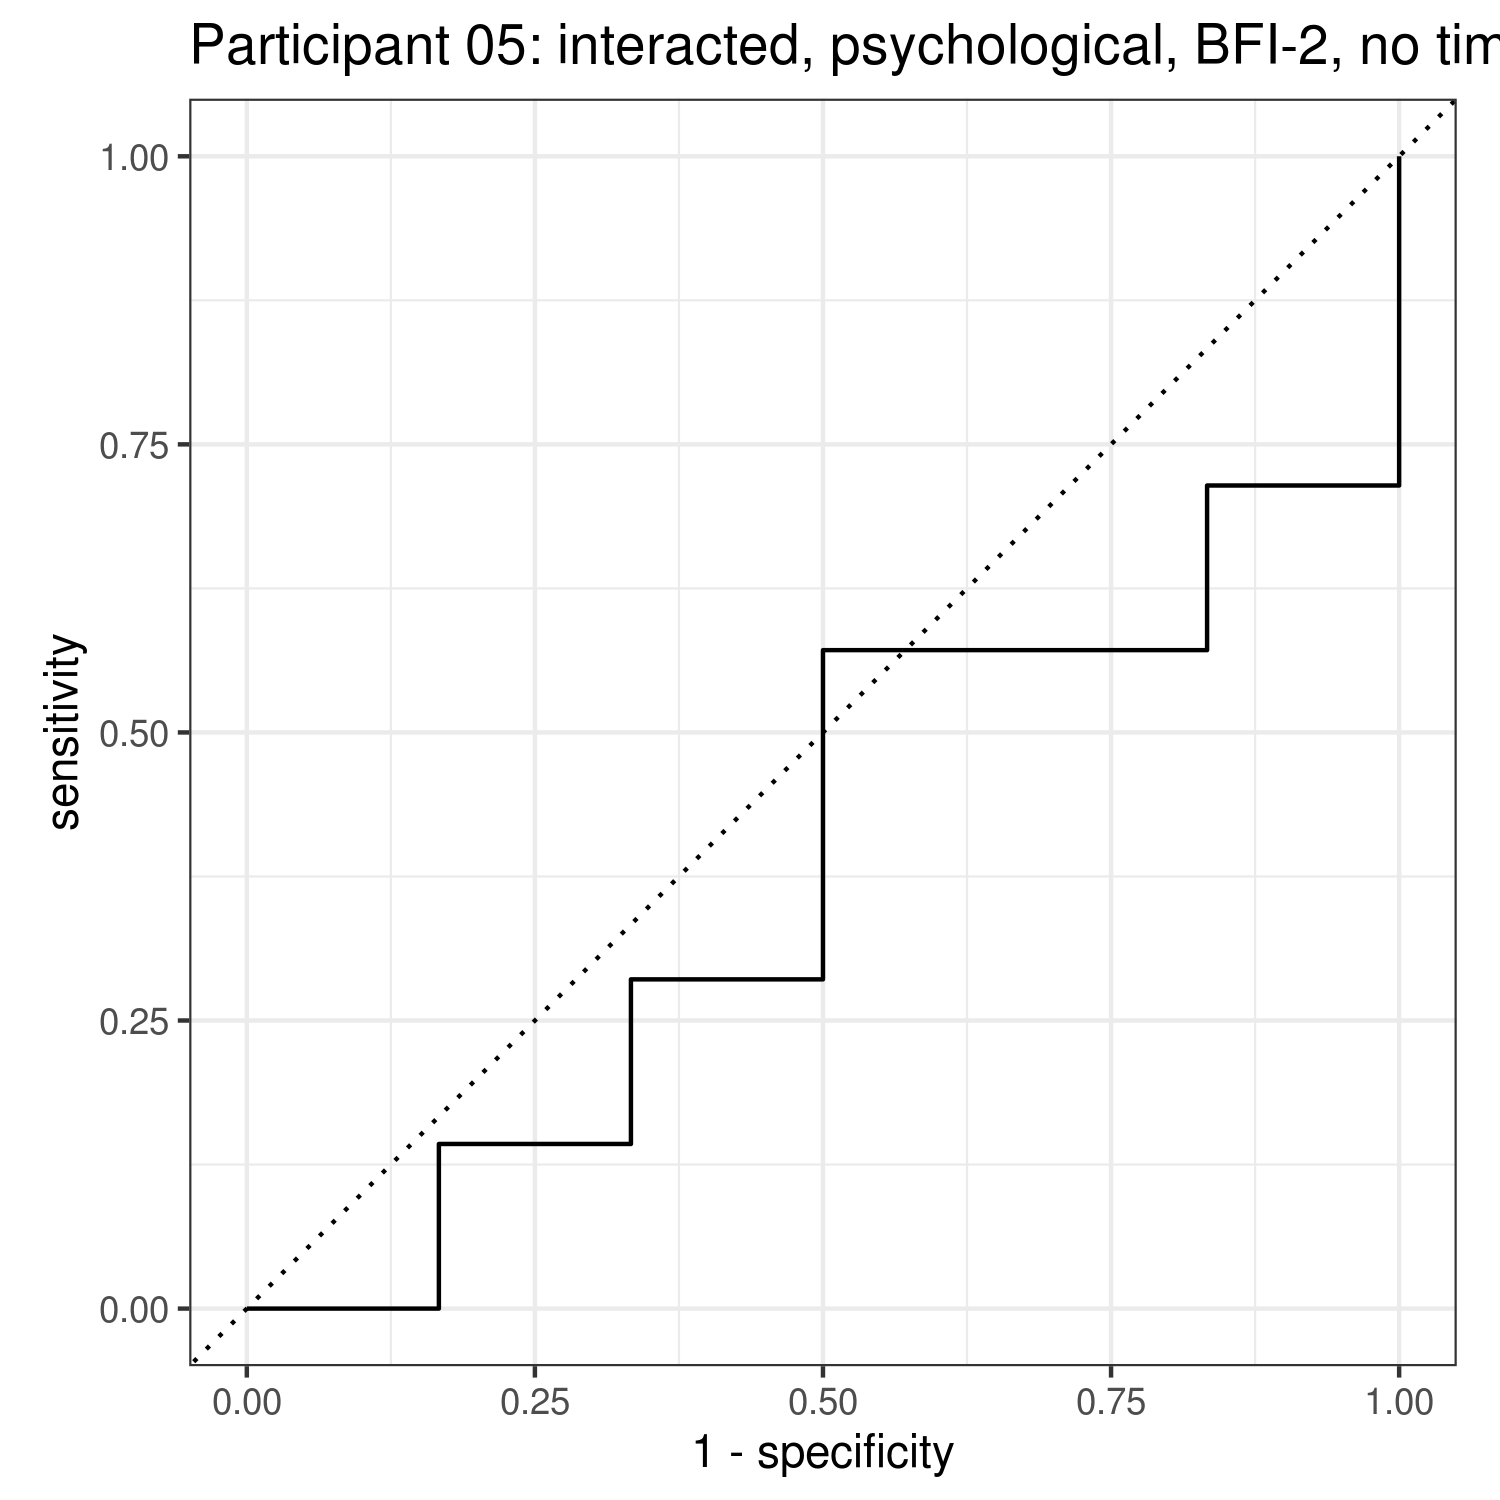 Participant 05: interacted, psychological, BFI-2, no tim
1.00
0.75
0.50
0.25
0.00
sensitivity
0.00 0.25 0.50 0.75 1.00
1 - specificity